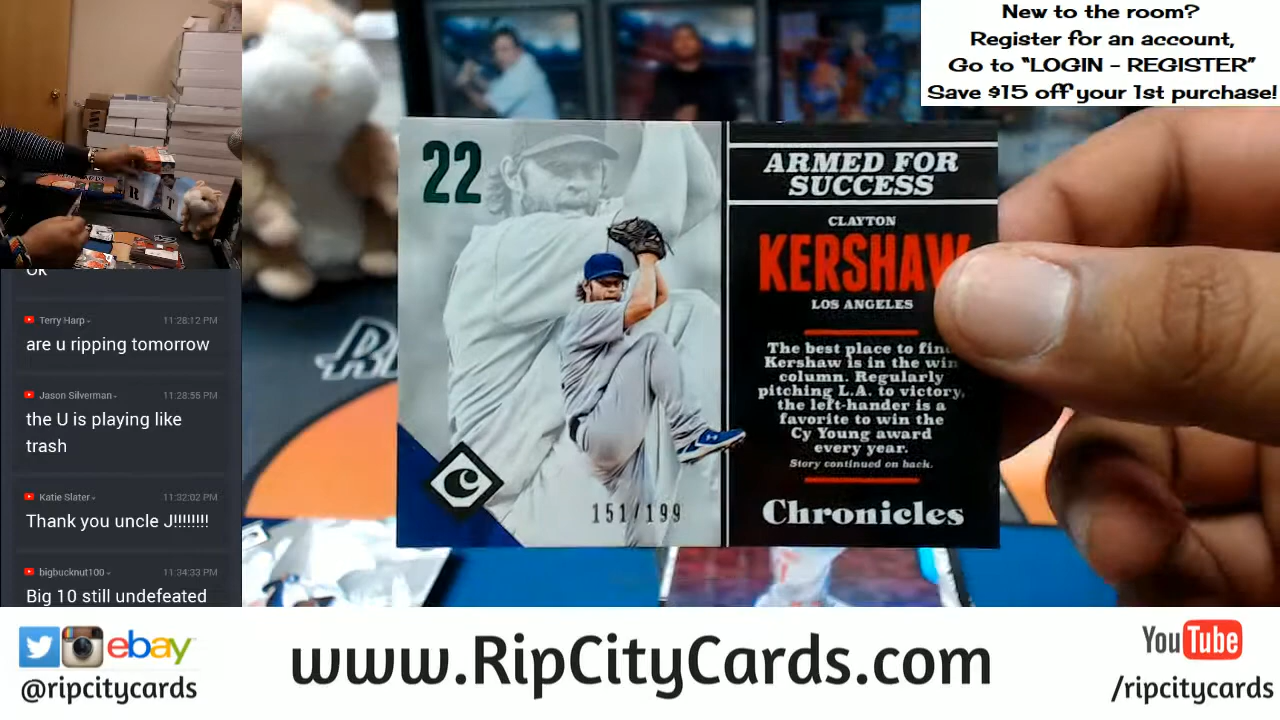 New to the room?
Register for an account,
Go to "LOGIN - REGISTER"
Save $15 off your 1st purchase!
22
ARMED FOR
SUCCESS
CLAYTON
KERSHAW
LOS ANGELES
The best place to find
Kershaw is in the win
column. Regularly
pitching L.A. to victory,
the left-hander is a
favorite to win the
Cy Young award
every year.
Story continued on back.
Chronicles
151/199
OK
Terry Harp 11:28:12 PM
are u ripping tomorrow
Jason Silverman 11:28:55 PM
the U is playing like
trash
Katie Slater 11:32:02 PM
Thank you uncle J!!!!!!!!
bigbucknut100 11:34:33 PM
Big 10 still undefeated
ebay
@ripcitycards
www.RipCityCards.com
YouTube
/ripcitycards